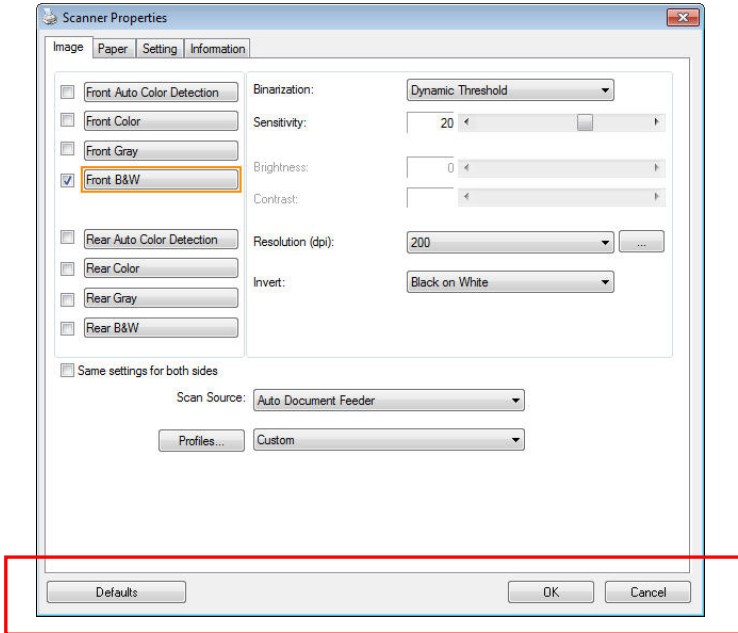 Scanner Properties
Image Paper Setting Information
Front Auto Color Detection
Front Color
Front Gray
Front B&W
Rear Auto Color Detection
Rear Color
Rear Gray
Rear B&W
Binarization: Dynamic Threshold
Sensitivity: 20
Brightness: 0
Contrast:
Resolution (dpi): 200 ...
Invert: Black on White
Same settings for both sides
Scan Source: Auto Document Feeder
Profiles... Custom
Defaults OK Cancel